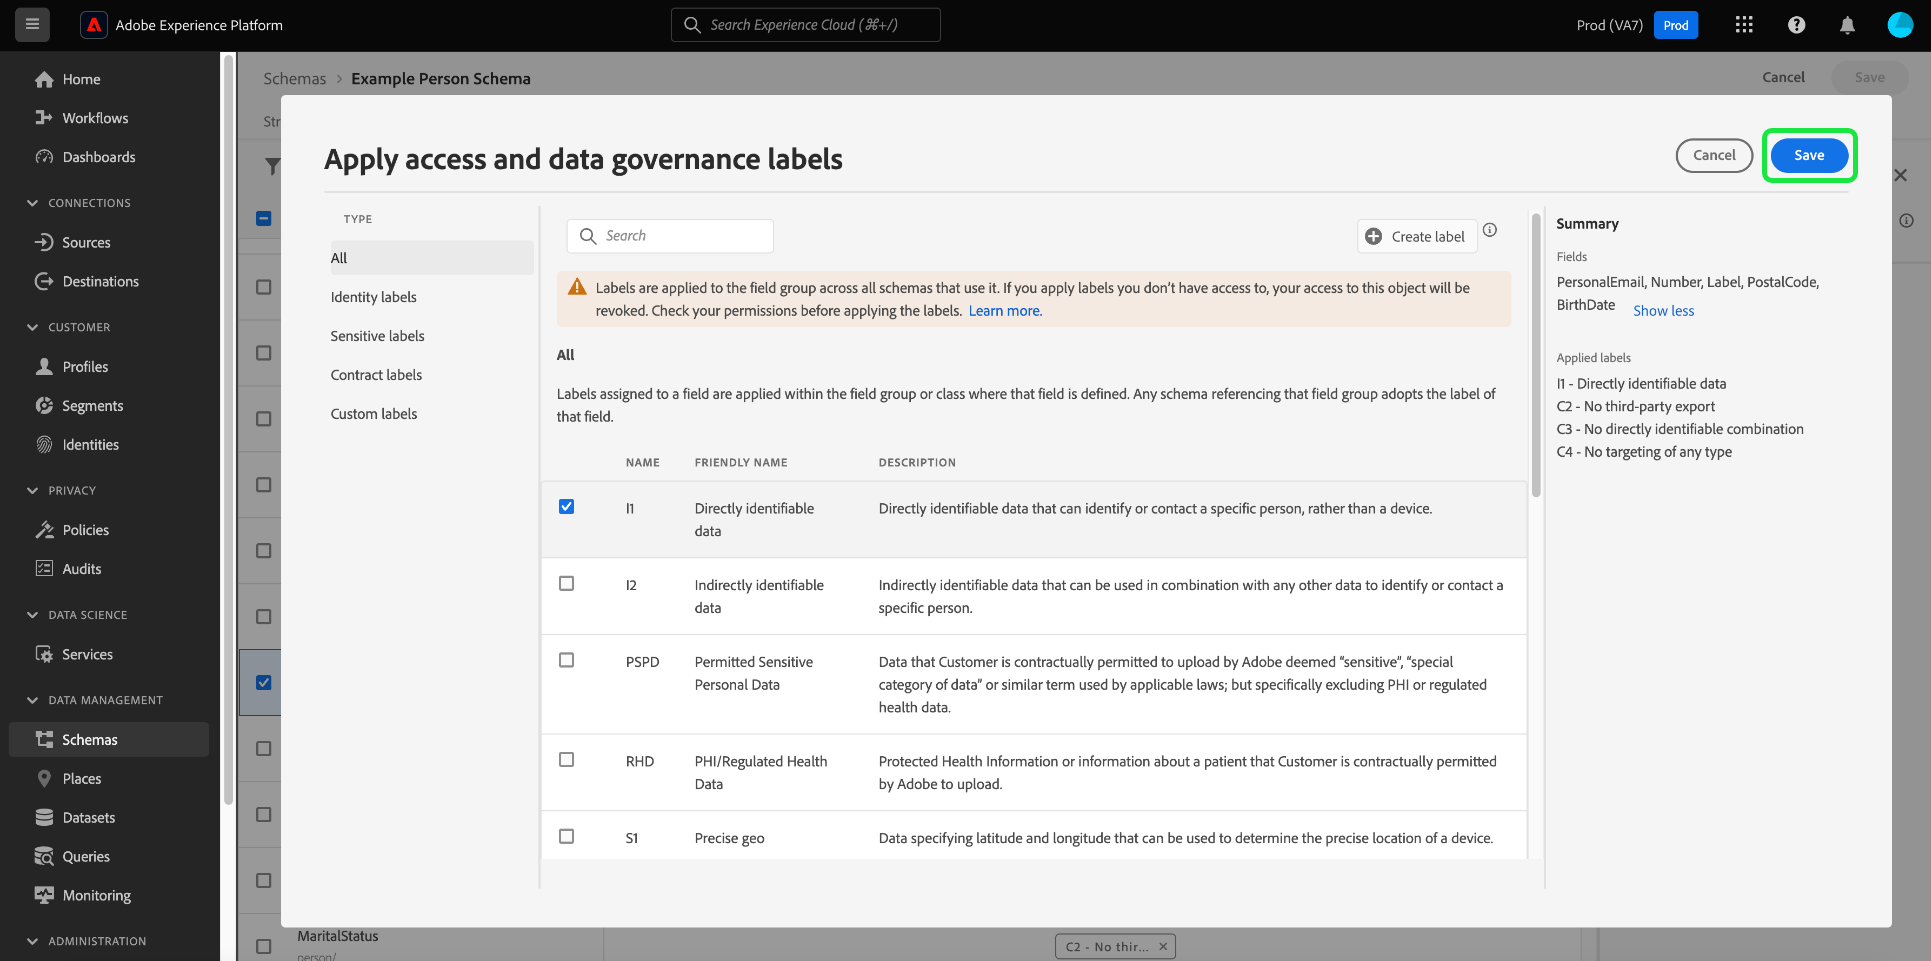 Adobe Experience Platform
Search Experience Cloud (⌘+/)
Prod (VA7)
Prod
Home
Workflows
Dashboards
CONNECTIONS
Sources
Destinations
CUSTOMER
Profiles
Segments
Identities
PRIVACY
Policies
Audits
DATA SCIENCE
Services
DATA MANAGEMENT
Schemas
Places
Datasets
Queries
Monitoring
ADMINISTRATION
Schemas > Example Person Schema
Cancel
Save
Str
Apply access and data governance labels
Cancel
Save
TYPE
All
Identity labels
Sensitive labels
Contract labels
Custom labels
Search
Create label
Labels are applied to the field group across all schemas that use it. If you apply labels you don't have access to, your access to this object will be
revoked. Check your permissions before applying the labels. Learn more.
All
Labels assigned to a field are applied within the field group or class where that field is defined. Any schema referencing that field group adopts the label of
that field.
NAME FRIENDLY NAME DESCRIPTION
I1 Directly identifiable Directly identifiable data that can identify or contact a specific person, rather than a device.
data
I2 Indirectly identifiable Indirectly identifiable data that can be used in combination with any other data to identify or contact a
data specific person.
PSPD Permitted Sensitive Data that Customer is contractually permitted to upload by Adobe deemed “sensitive”, “special
Personal Data category of data” or similar term used by applicable laws; but specifically excluding PHI or regulated
health data.
RHD PHI/Regulated Health Protected Health Information or information about a patient that Customer is contractually permitted
Data by Adobe to upload.
S1 Precise geo Data specifying latitude and longitude that can be used to determine the precise location of a device.
Summary
Fields
PersonalEmail, Number, Label, PostalCode,
BirthDate Show less
Applied labels
I1 - Directly identifiable data
C2 - No third-party export
C3 - No directly identifiable combination
C4 - No targeting of any type
MaritalStatus
person/
C2 - No thir... ×